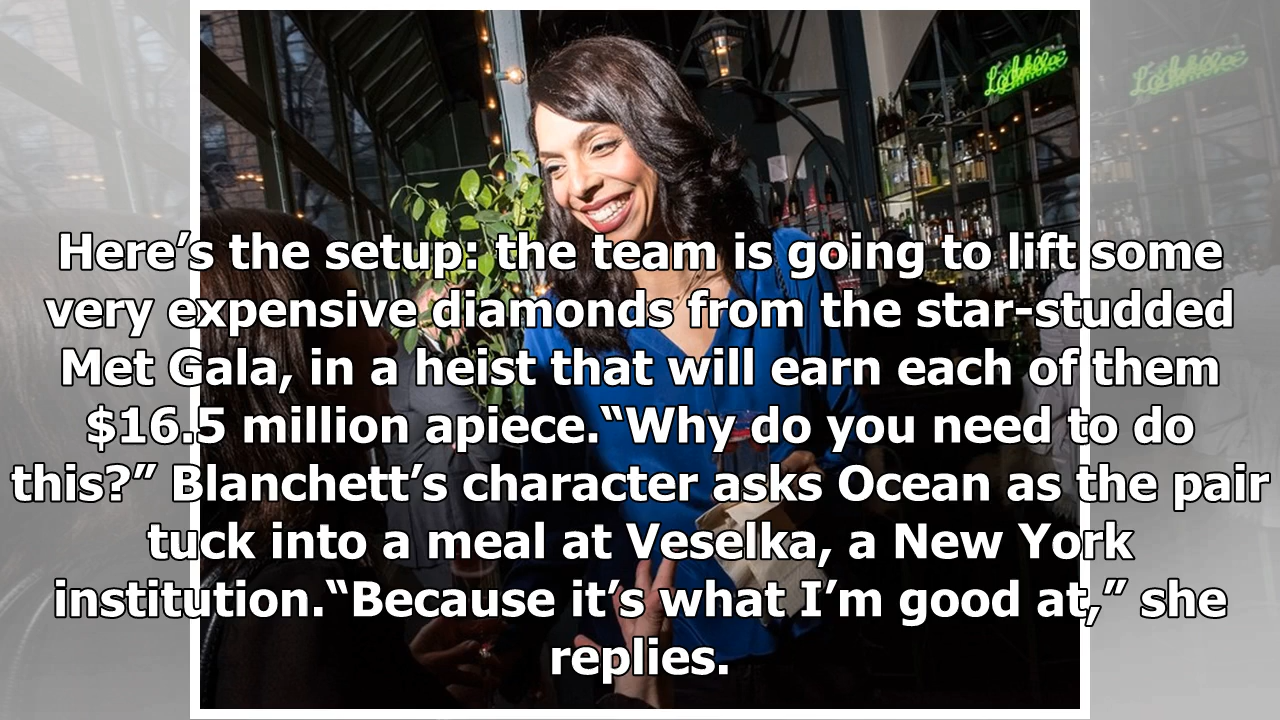 Here’s the setup: the team is going to lift some
very expensive diamonds from the star-studded
Met Gala, in a heist that will earn each of them
$16.5 million apiece.“Why do you need to do
this?” Blanchett’s character asks Ocean as the pair
tuck into a meal at Veselka, a New York
institution.“Because it’s what I’m good at,” she
replies.